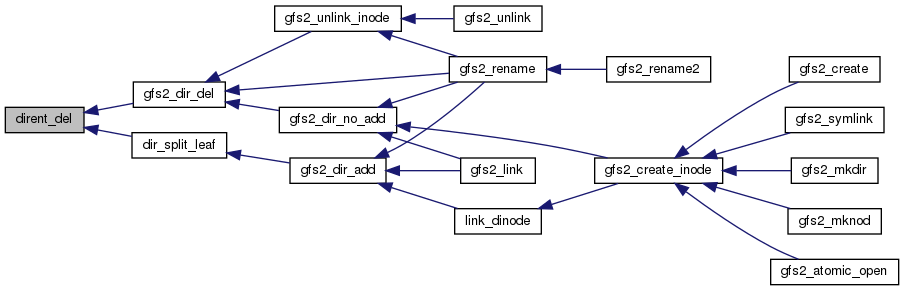 dirent_del
gfs2_dir_del
dir_split_leaf
gfs2_unlink_inode
gfs2_dir_no_add
gfs2_dir_add
gfs2_unlink
gfs2_rename
gfs2_link
link_dinode
gfs2_rename2
gfs2_create_inode
gfs2_create
gfs2_symlink
gfs2_mkdir
gfs2_mknod
gfs2_atomic_open